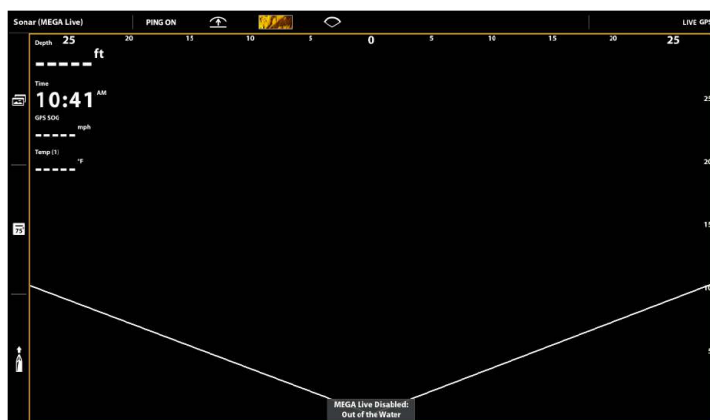 Sonar (MEGA Live) PING ON LIVE GPS
25 20 15 10 5 0 5 10 15 20 25
Depth
----- ft
Time
10:41 AM
GPS SOG
----- mph
Temp (1)
----- °F
25
20
15
75
10
5
MEGA Live Disabled:
Out of the Water